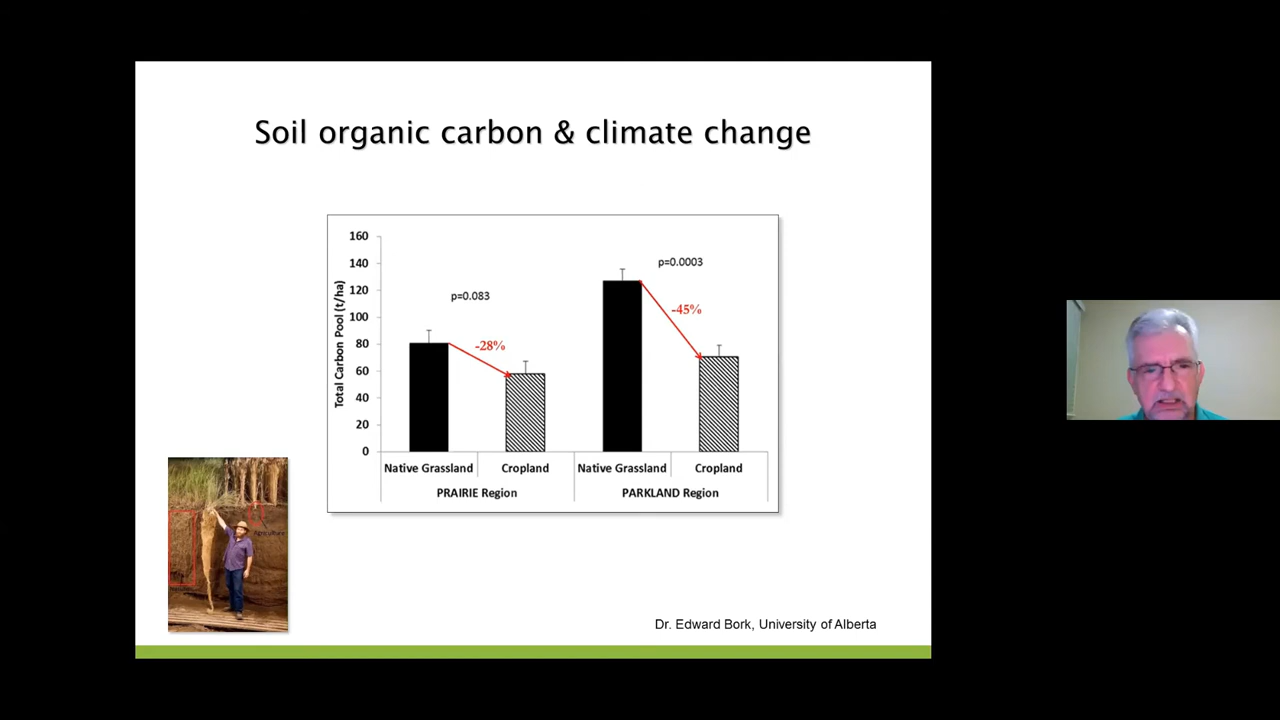 Soil organic carbon & climate change
160
140
120
100
80
60
40
20
0
Total Carbon Pool (t/ha)
p=0.083
-28%
p=0.0003
-45%
Native Grassland
Cropland
Native Grassland
Cropland
PRAIRIE Region
PARKLAND Region
Agriculture
Dr. Edward Bork, University of Alberta